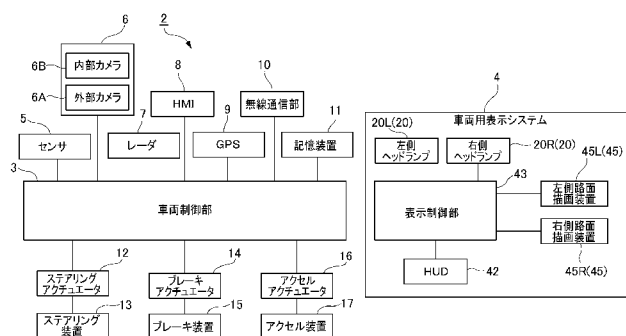 6
2
6B
内部カメラ
6A
外部カメラ
8
HMI
10
無線通信部
5
センサ
7
レーダ
9
GPS
11
記憶装置
3
車両制御部
12
ステアリング
アクチュエータ
13
ステアリング
装置
14
ブレーキ
アクチュエータ
15
ブレーキ装置
16
アクセル
アクチュエータ
17
アクセル装置
4
車両用表示システム
20L(20)
左側
ヘッドランプ
右側
ヘッドランプ
20R(20)
43
表示制御部
45L(45)
左側路面
描画装置
右側路面
描画装置
45R(45)
HUD
42